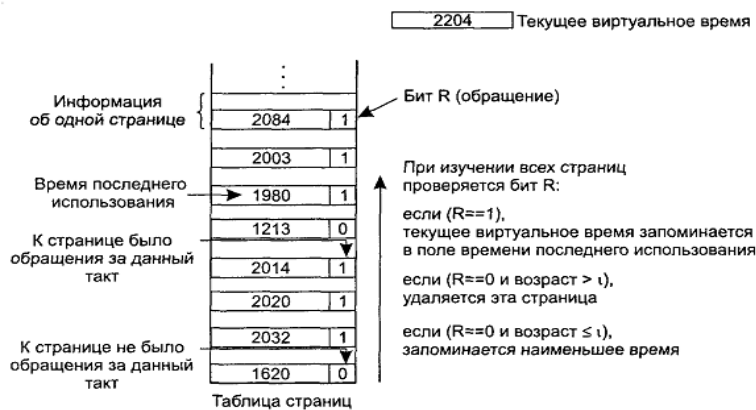 2204 Текущее виртуальное время
Информация
об одной странице
Бит R (обращение)
2084 1
2003 1
Время последнего
использования
1980 1
1213 0
К странице было
обращения за данный
такт
2014 1
2020 1
2032 1
К странице не было
обращения за данный
такт
1620 0
Таблица страниц
При изучении всех страниц
проверяется бит R:
если (R==1),
текущее виртуальное время запоминается
в поле времени последнего использования
если (R==0 и возраст > ι),
удаляется эта страница
если (R==0 и возраст ≤ ι),
запоминается наименьшее время